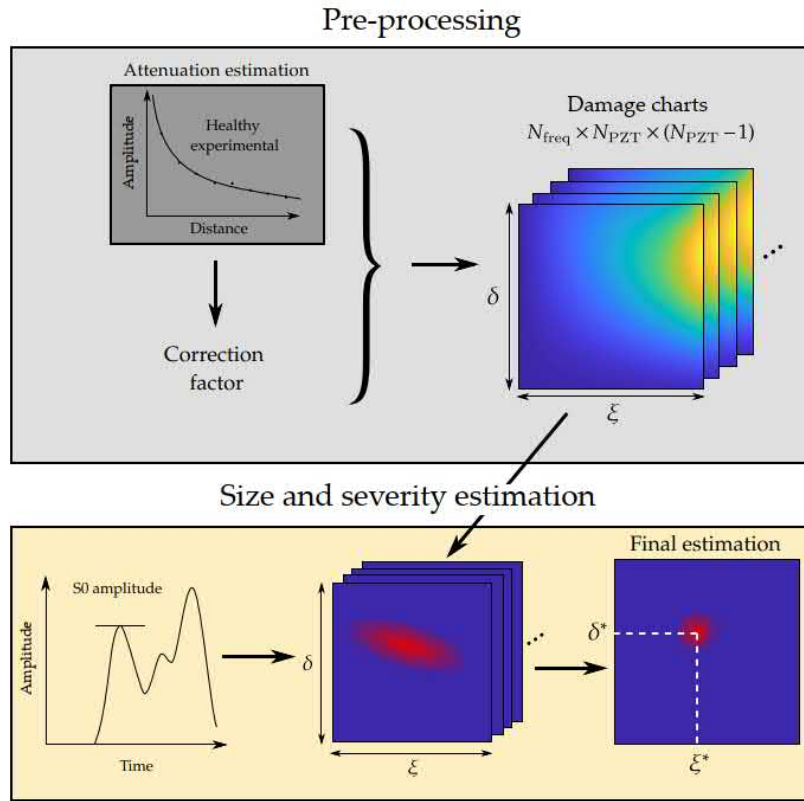 Pre-processing
Attenuation estimation
Healthy
experimental
Amplitude
Distance
Correction
factor
Damage charts
N_freq × N_PZT × (N_PZT − 1)
δ
ξ
...
Size and severity estimation
S0 amplitude
Amplitude
Time
δ
ξ
...
Final estimation
δ*
ξ*